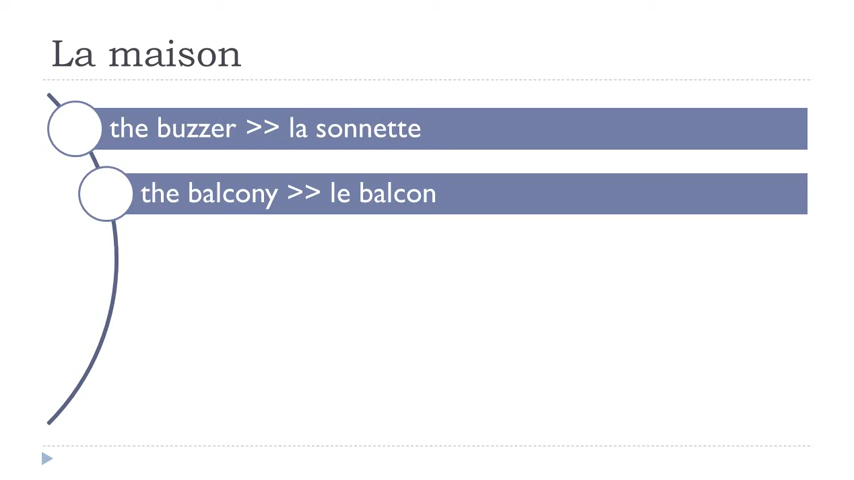 La maison
the buzzer >> la sonnette
the balcony >> le balcon